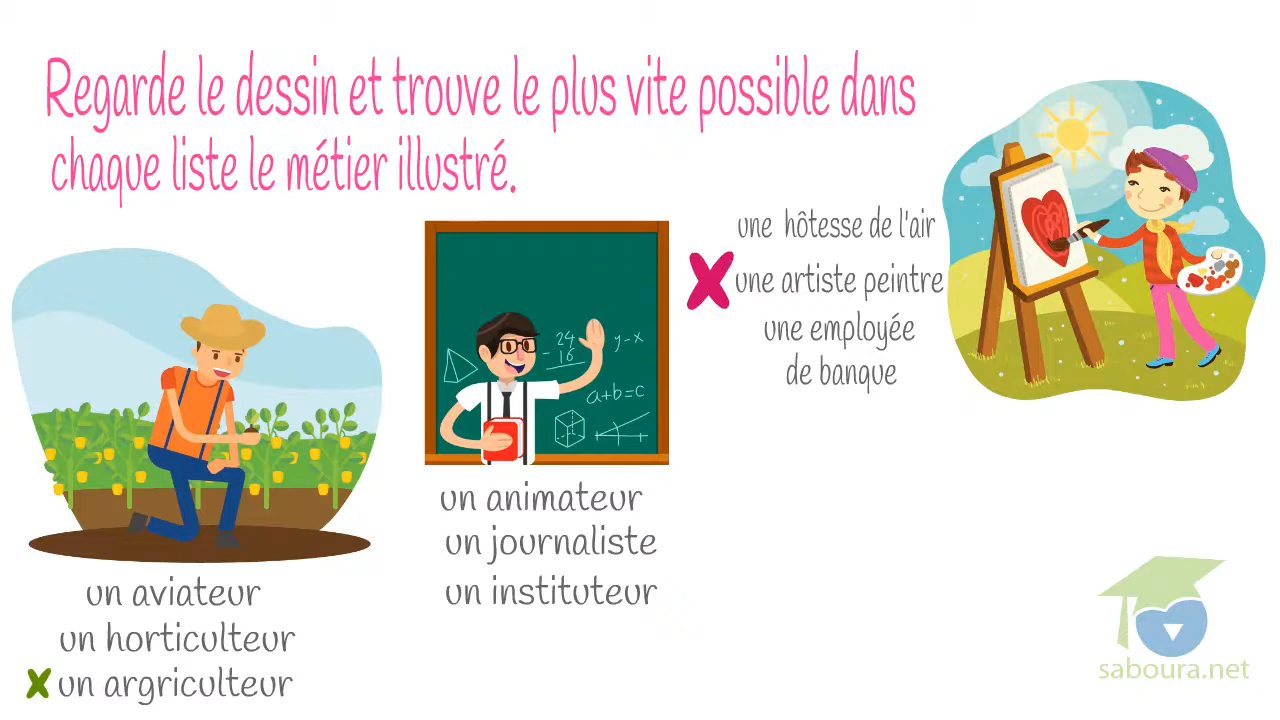 Regarde le dessin et trouve le plus vite possible dans
chaque liste le métier illustré.
un aviateur
un horticulteur
x un argriculteur
24
- 16
y-x
a+b=c
un animateur
un journaliste
un instituteur
une hôtesse de l'air
X une artiste peintre
une employée
de banque
saboura.net